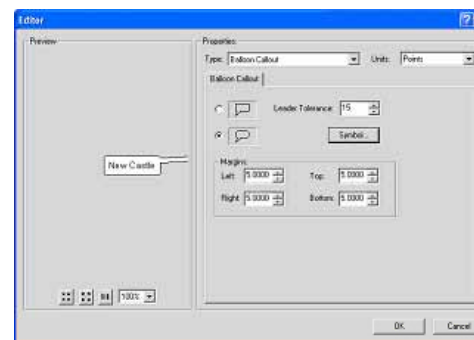 Editor
Preview
New Castle
100%
Properties
Type: Balloon Callout
Units: Points
Balloon Callout
Leader Tolerance: 15
Symbol...
Margins
Left: 5.0000 Top: 5.0000
Right: 5.0000 Bottom: 5.0000
OK Cancel